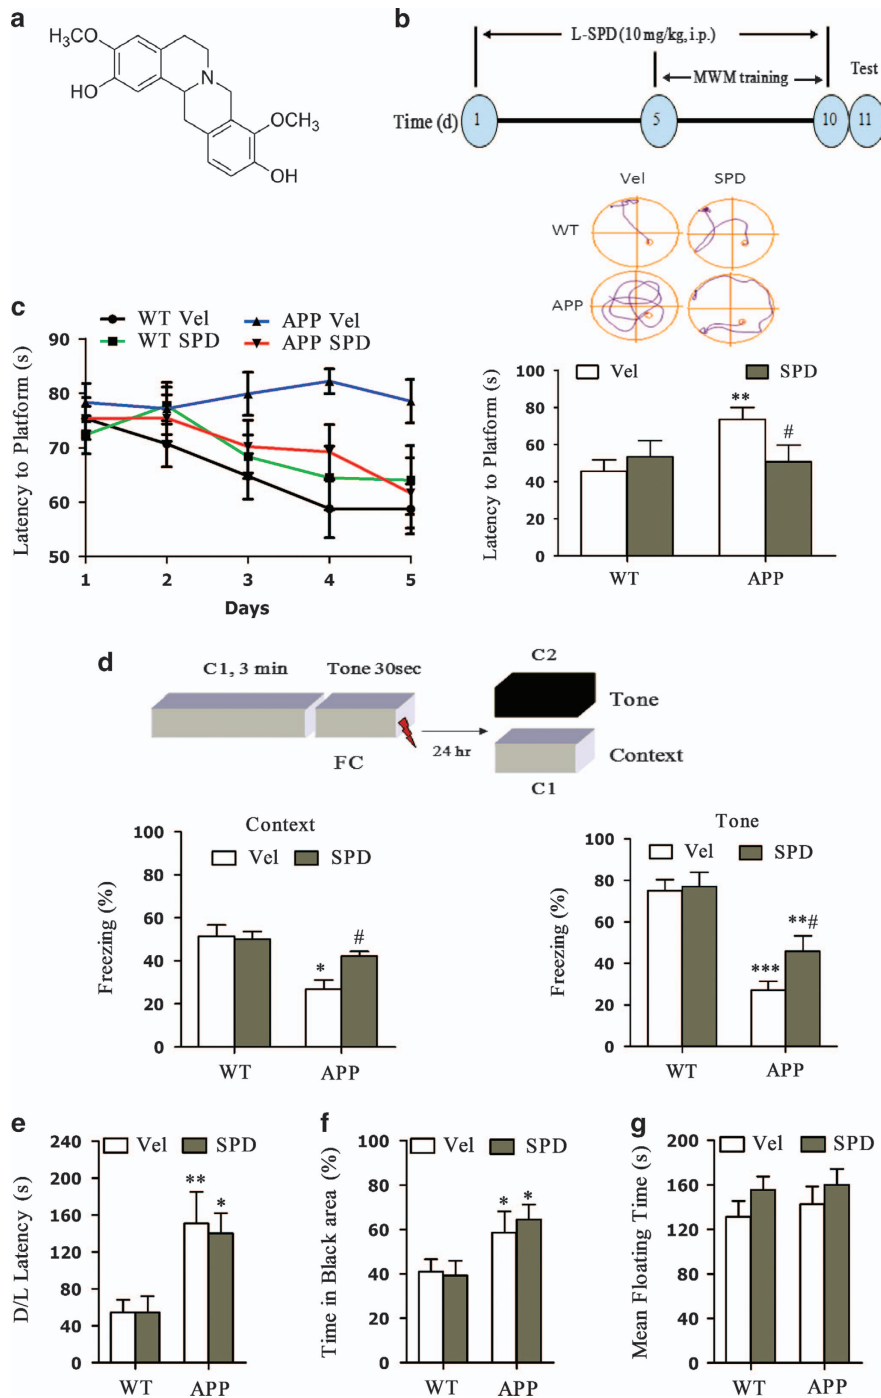 a
H₃CO
HO
N
OCH₃
OH
b
L-SPD (10 mg/kg, i.p.)
MWM training
Test
Time (d)
1
5
10
11
Vel
SPD
WT
APP
c
WT Vel
APP Vel
WT SPD
APP SPD
Latency to Platform (s)
90
80
70
60
50
1
2
3
4
5
Days
Latency to Platform (s)
100
80
60
40
20
0
Vel
SPD
**
#
WT
APP
d
C1, 3 min
Tone 30sec
FC
24 hr
C2
Tone
Context
C1
Context
Vel
SPD
Freezing (%)
100
80
60
40
20
0
*
#
WT
APP
Tone
Vel
SPD
Freezing (%)
100
80
60
40
20
0
***
**#
WT
APP
e
Vel
SPD
D/L Latency (s)
240
200
160
120
80
40
0
**
*
WT
APP
f
Vel
SPD
Time in Black area (%)
100
80
60
40
20
0
*
*
WT
APP
g
Vel
SPD
Mean Floating Time (s)
200
160
120
80
40
0
WT
APP